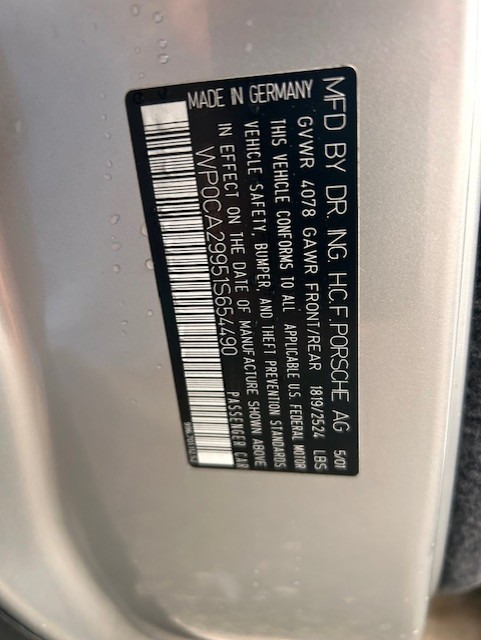 MFD BY DR. ING. H.C.F. PORSCHE AG 5/01
GVWR 4078 GAWR FRONT/REAR 1819/2524 LBS
THIS VEHICLE CONFORMS TO ALL APPLICABLE U.S. FEDERAL MOTOR
VEHICLE SAFETY, BUMPER, AND THEFT PREVENTION STANDARDS
IN EFFECT ON THE DATE OF MANUFACTURE SHOWN ABOVE
WP0CA29951S654490 PASSENGER CAR
MADE IN GERMANY